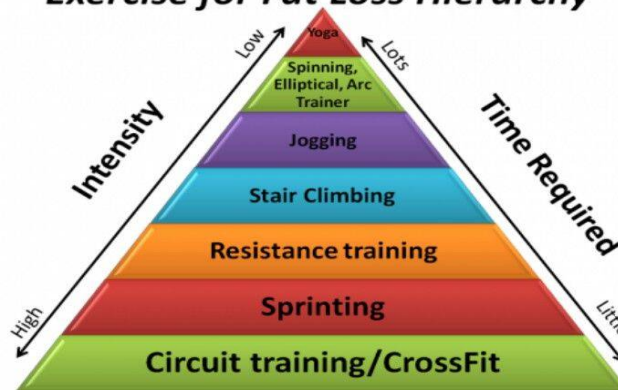 Exercise for Fat Loss Hierarchy
Low
Lots
Yoga
Spinning,
Elliptical, Arc
Trainer
Intensity
Time Required
Jogging
Stair Climbing
Resistance training
Sprinting
High
Little
Circuit training/CrossFit